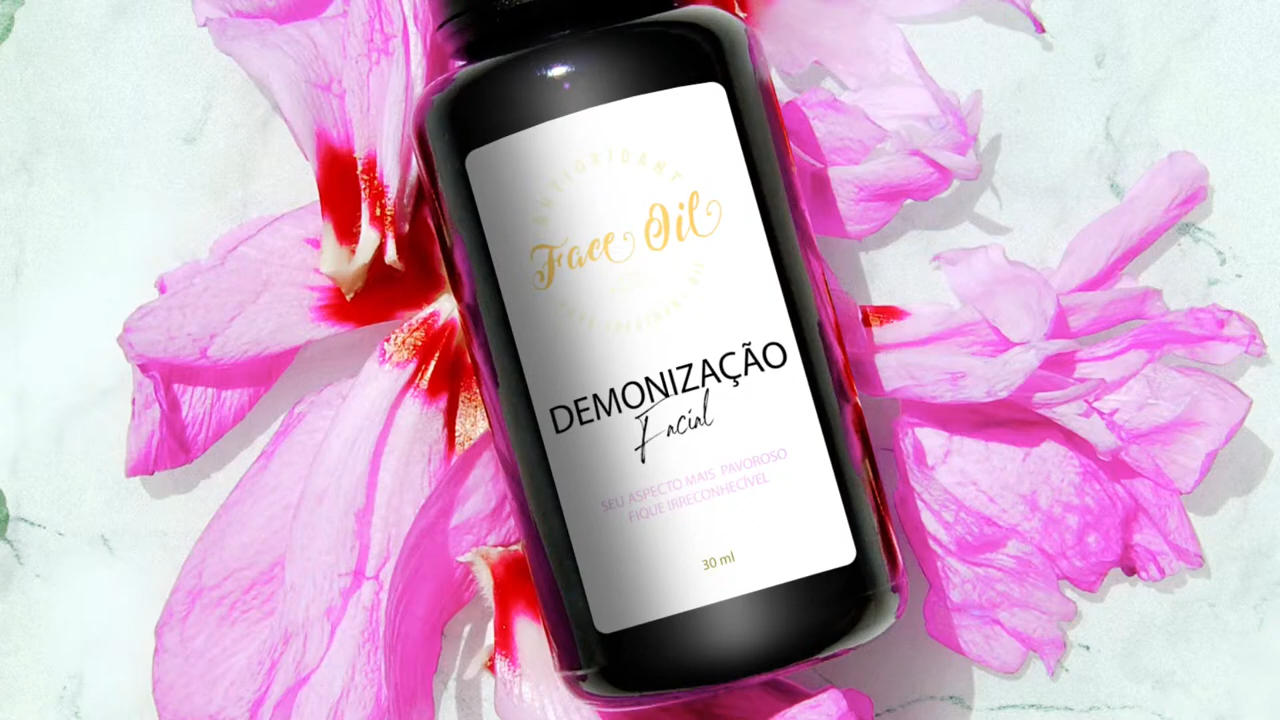 ANTIOXIDANT
Face Oil
DEMONIZAÇÃO
Facial
SEU ASPECTO MAIS PAVOROSO
FIQUE IRRECONHECÍVEL
30 ml